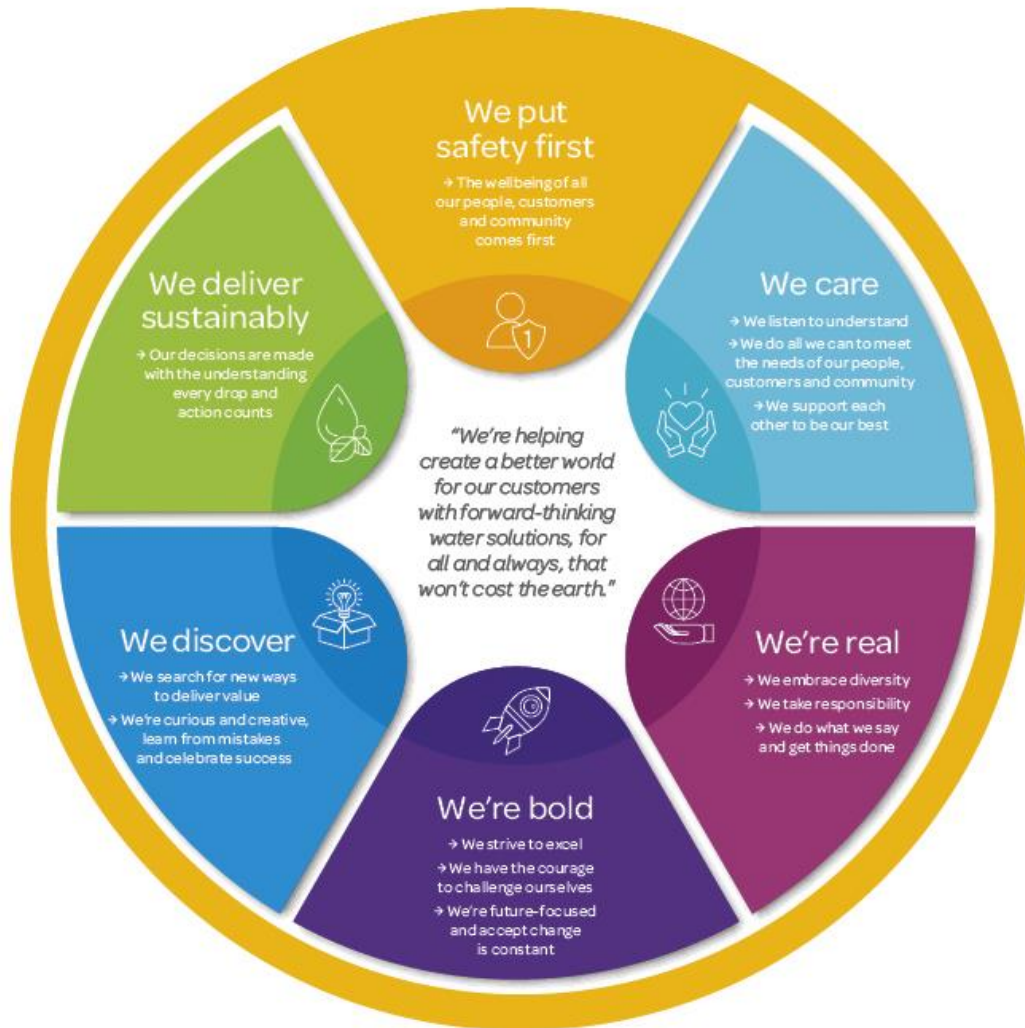 We put
safety first
→ The wellbeing of all
our people, customers
and community
comes first
1
We care
→ We listen to understand
→ We do all we can to meet
the needs of our people,
customers and community
→ We support each
other to be our best
We're real
→ We embrace diversity
→ We take responsibility
→ We do what we say
and get things done
We're bold
→ We strive to excel
→ We have the courage
to challenge ourselves
→ We're future-focused
and accept change
is constant
We discover
→ We search for new ways
to deliver value
→ We're curious and creative,
learn from mistakes
and celebrate success
We deliver
sustainably
→ Our decisions are made
with the understanding
every drop and
action counts
"We're helping
create a better world
for our customers
with forward-thinking
water solutions, for
all and always, that
won't cost the earth."